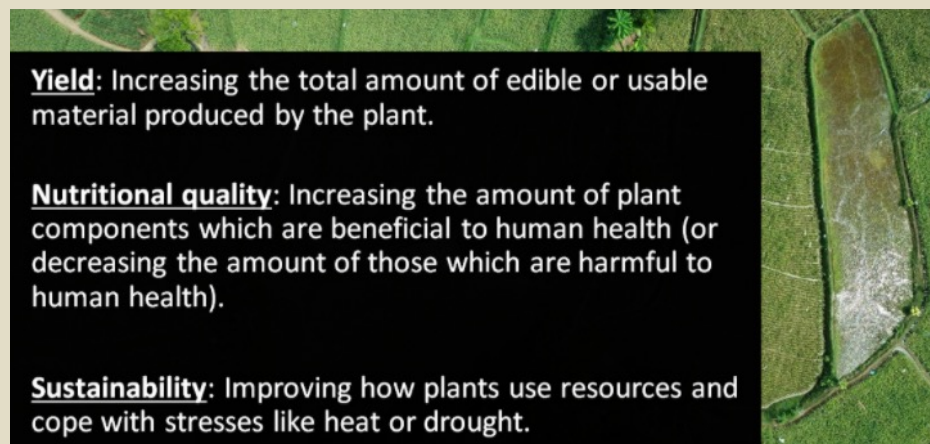 Yield: Increasing the total amount of edible or usable
material produced by the plant.
Nutritional quality: Increasing the amount of plant
components which are beneficial to human health (or
decreasing the amount of those which are harmful to
human health).
Sustainability: Improving how plants use resources and
cope with stresses like heat or drought.